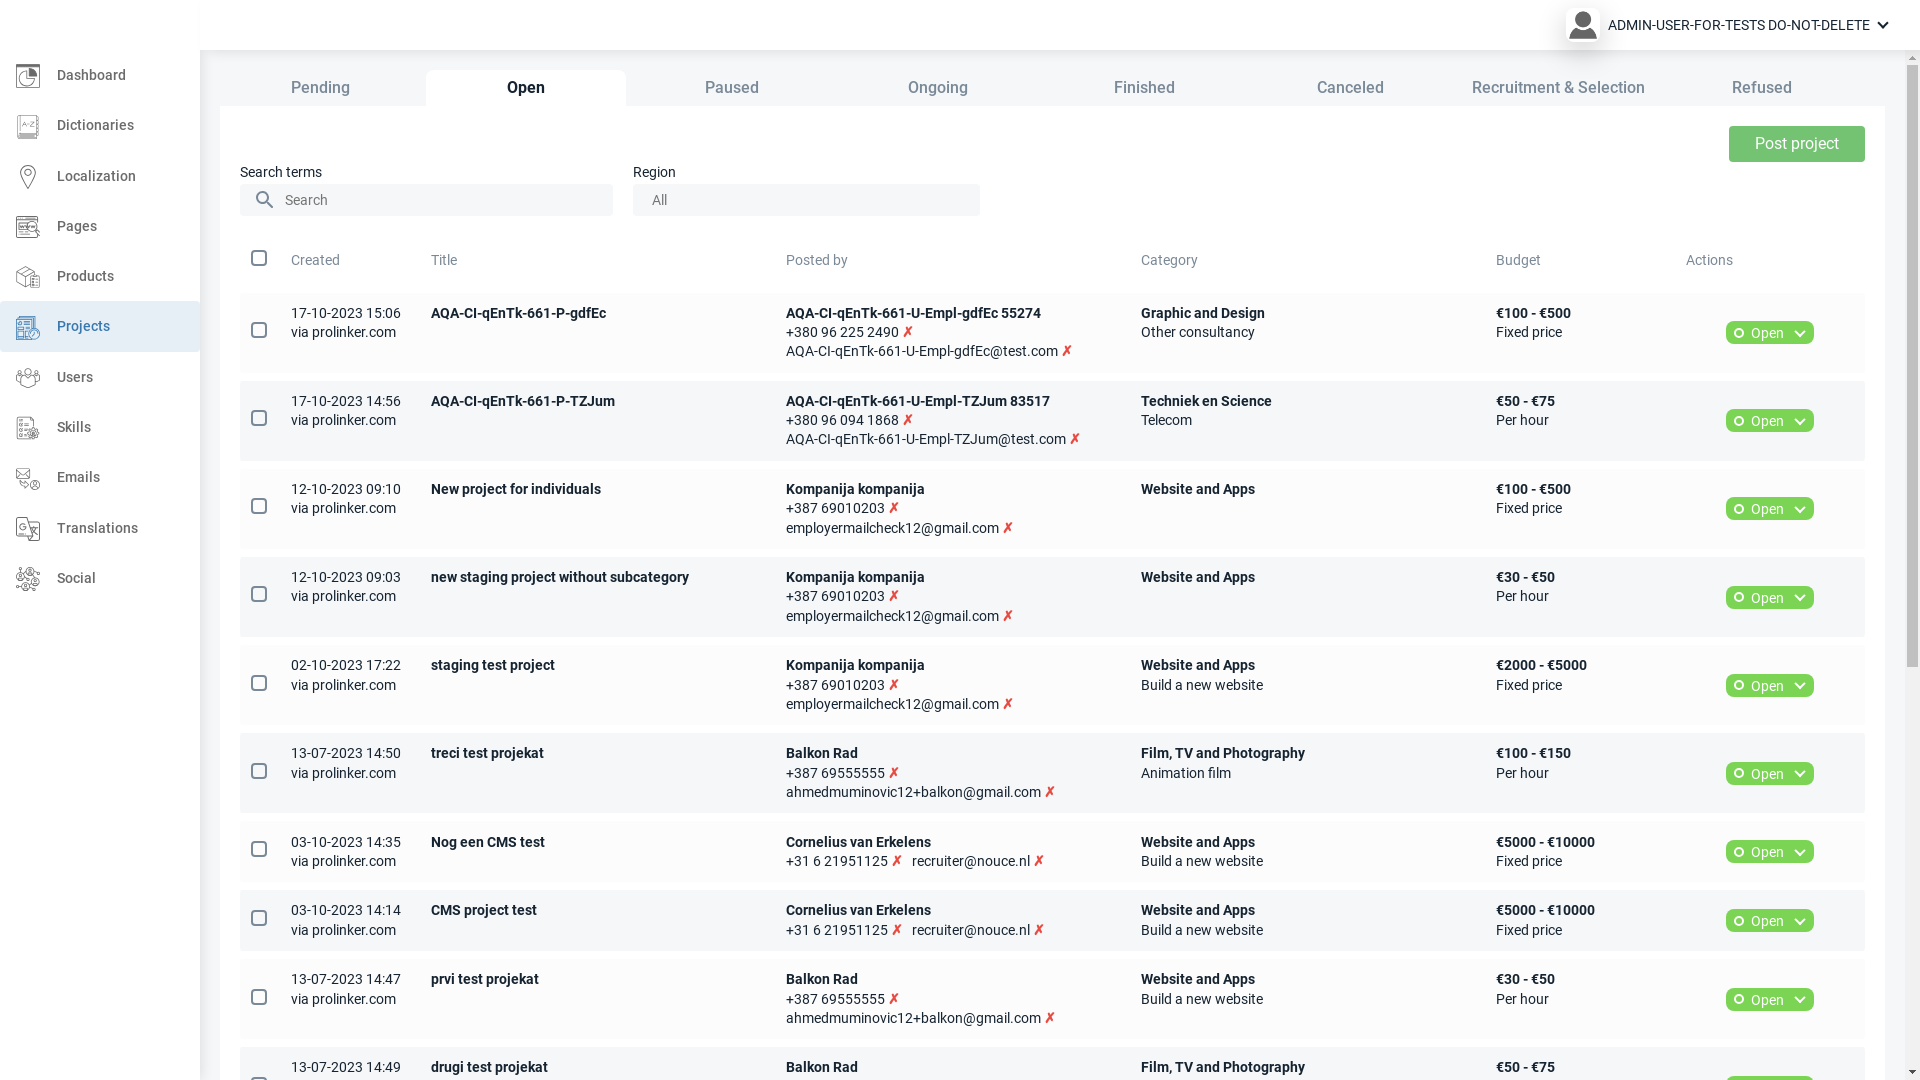 ADMIN-USER-FOR-TESTS DO-NOT-DELETE
Dashboard
Dictionaries
Localization
Pages
Products
Projects
Users
Skills
Emails
Translations
Social
Pending Open Paused Ongoing Finished Canceled Recruitment & Selection Refused
Post project
Search terms Region
Search All
Created Title Posted by Category Budget Actions
17-10-2023 15:06 AQA-CI-qEnTk-661-P-gdfEc AQA-CI-qEnTk-661-U-Empl-gdfEc 55274 Graphic and Design €100 - €500
via prolinker.com +380 96 225 2490 ✗ Other consultancy Fixed price Open
AQA-CI-qEnTk-661-U-Empl-gdfEc@test.com ✗
17-10-2023 14:56 AQA-CI-qEnTk-661-P-TZJum AQA-CI-qEnTk-661-U-Empl-TZJum 83517 Techniek en Science €50 - €75
via prolinker.com +380 96 094 1868 ✗ Telecom Per hour Open
AQA-CI-qEnTk-661-U-Empl-TZJum@test.com ✗
12-10-2023 09:10 New project for individuals Kompanija kompanija Website and Apps €100 - €500
via prolinker.com +387 69010203 ✗ Fixed price Open
employermailcheck12@gmail.com ✗
12-10-2023 09:03 new staging project without subcategory Kompanija kompanija Website and Apps €30 - €50
via prolinker.com +387 69010203 ✗ Per hour Open
employermailcheck12@gmail.com ✗
02-10-2023 17:22 staging test project Kompanija kompanija Website and Apps €2000 - €5000
via prolinker.com +387 69010203 ✗ Build a new website Fixed price Open
employermailcheck12@gmail.com ✗
13-07-2023 14:50 treci test projekat Balkon Rad Film, TV and Photography €100 - €150
via prolinker.com +387 69555555 ✗ Animation film Per hour Open
ahmedmuminovic12+balkon@gmail.com ✗
03-10-2023 14:35 Nog een CMS test Cornelius van Erkelens Website and Apps €5000 - €10000
via prolinker.com +31 6 21951125 ✗ recruiter@nouce.nl ✗ Build a new website Fixed price Open
03-10-2023 14:14 CMS project test Cornelius van Erkelens Website and Apps €5000 - €10000
via prolinker.com +31 6 21951125 ✗ recruiter@nouce.nl ✗ Build a new website Fixed price Open
13-07-2023 14:47 prvi test projekat Balkon Rad Website and Apps €30 - €50
via prolinker.com +387 69555555 ✗ Build a new website Per hour Open
ahmedmuminovic12+balkon@gmail.com ✗
13-07-2023 14:49 drugi test projekat Balkon Rad Film, TV and Photography €50 - €75